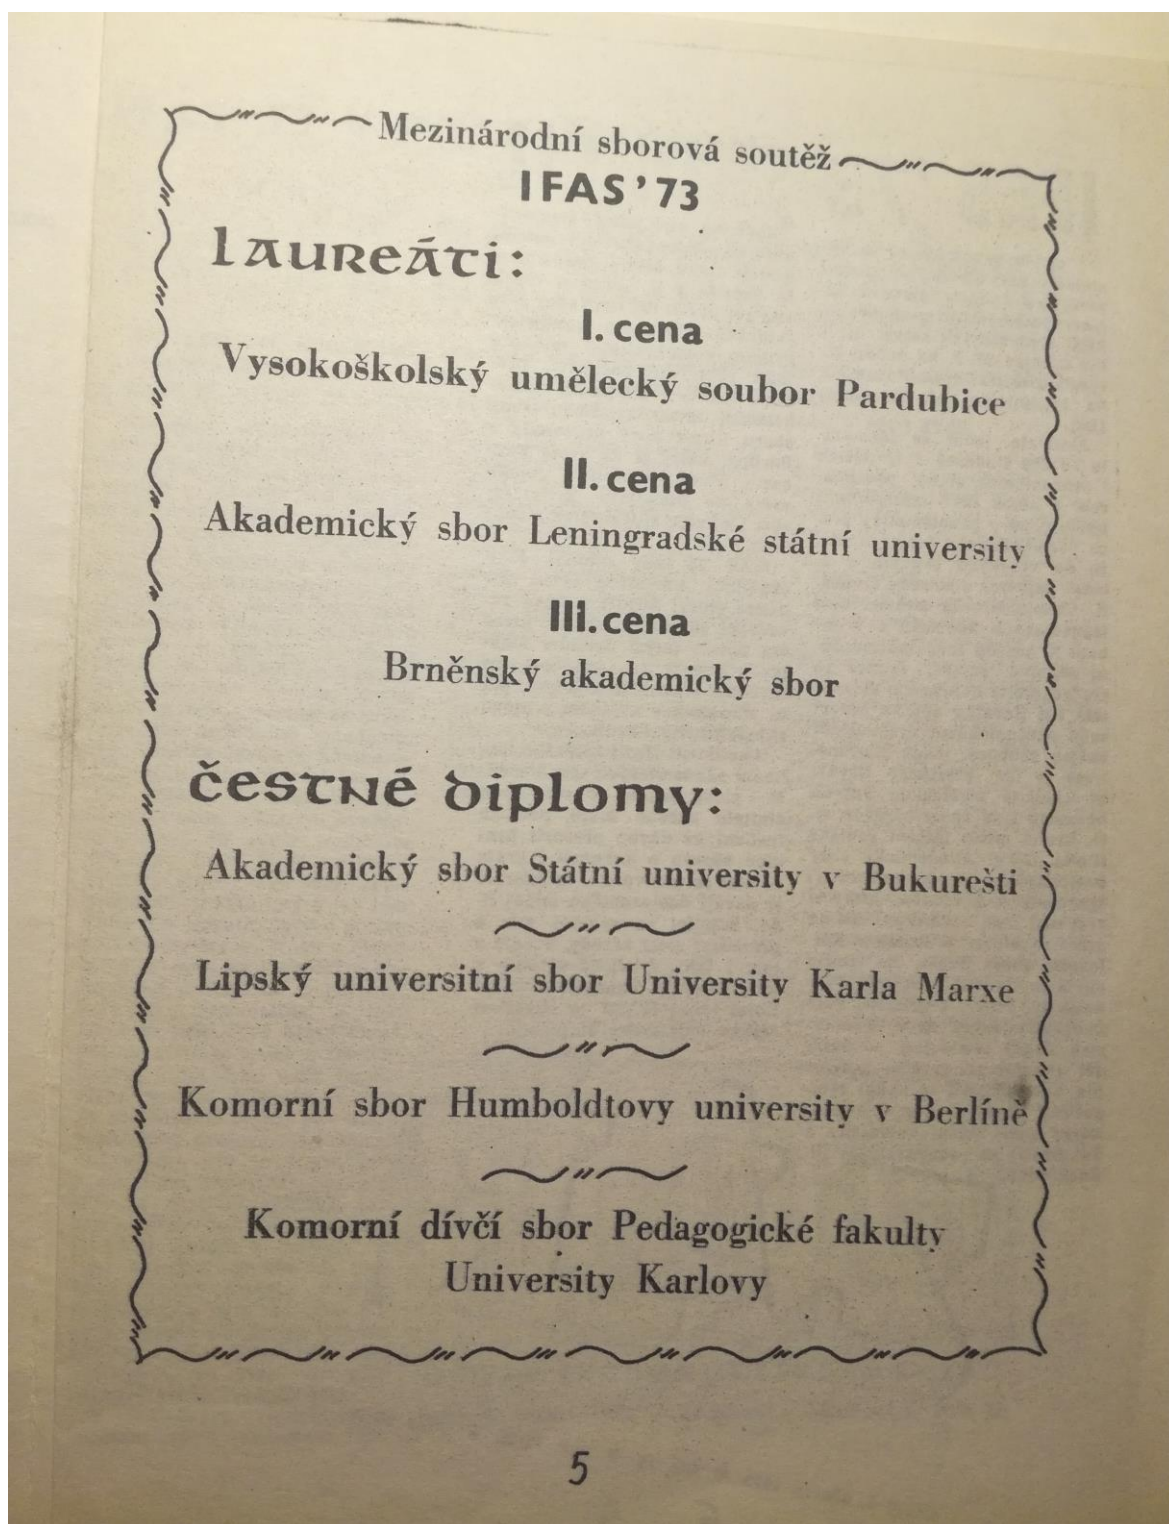 Mezinárodní sborová soutěž
IFAS’73
Laureáti:
I. cena
Vysokoškolský umělecký soubor Pardubice
II. cena
Akademický sbor Leningradské státní university
III. cena
Brněnský akademický sbor
čestné diplomy:
Akademický sbor Státní university v Bukurešti
Lipský universitní sbor University Karla Marxe
Komorní sbor Humboldtovy university v Berlíně
Komorní dívčí sbor Pedagogické fakulty
University Karlovy
5